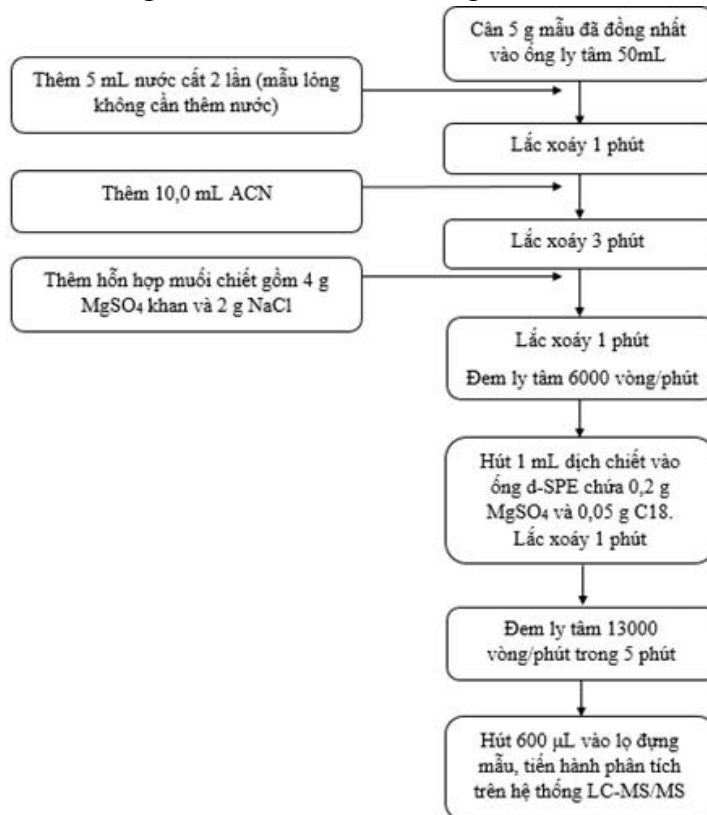 Cân 5 g mẫu đã đồng nhất
vào ống ly tâm 50mL
Thêm 5 mL nước cất 2 lần (mẫu lỏng
không cần thêm nước)
Lắc xoáy 1 phút
Thêm 10,0 mL ACN
Lắc xoáy 3 phút
Thêm hỗn hợp muối chiết gồm 4 g
MgSO₄ khan và 2 g NaCl
Lắc xoáy 1 phút
Đem ly tâm 6000 vòng/phút
Hút 1 mL dịch chiết vào
ống d-SPE chứa 0,2 g
MgSO₄ và 0,05 g C18.
Lắc xoáy 1 phút
Đem ly tâm 13000
vòng/phút trong 5 phút
Hút 600 µL vào lọ đựng
mẫu, tiến hành phân tích
trên hệ thống LC-MS/MS